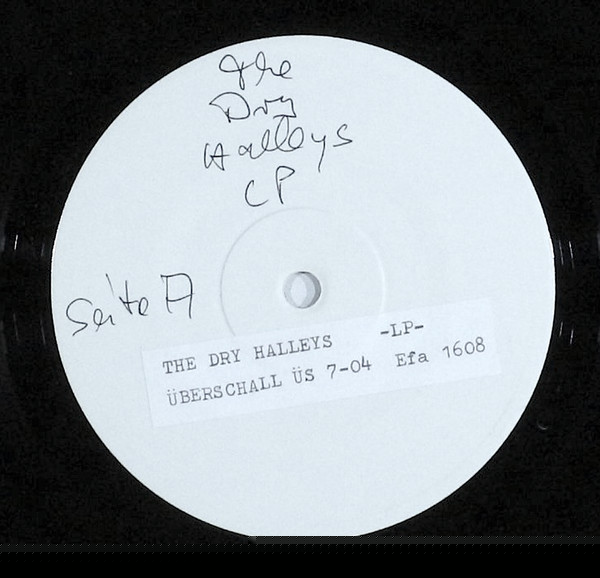 The
Dry
Halleys
LP
Seite A
THE DRY HALLEYS -LP-
ÜBERSCHALL ÜS 7-04 Efa 1608